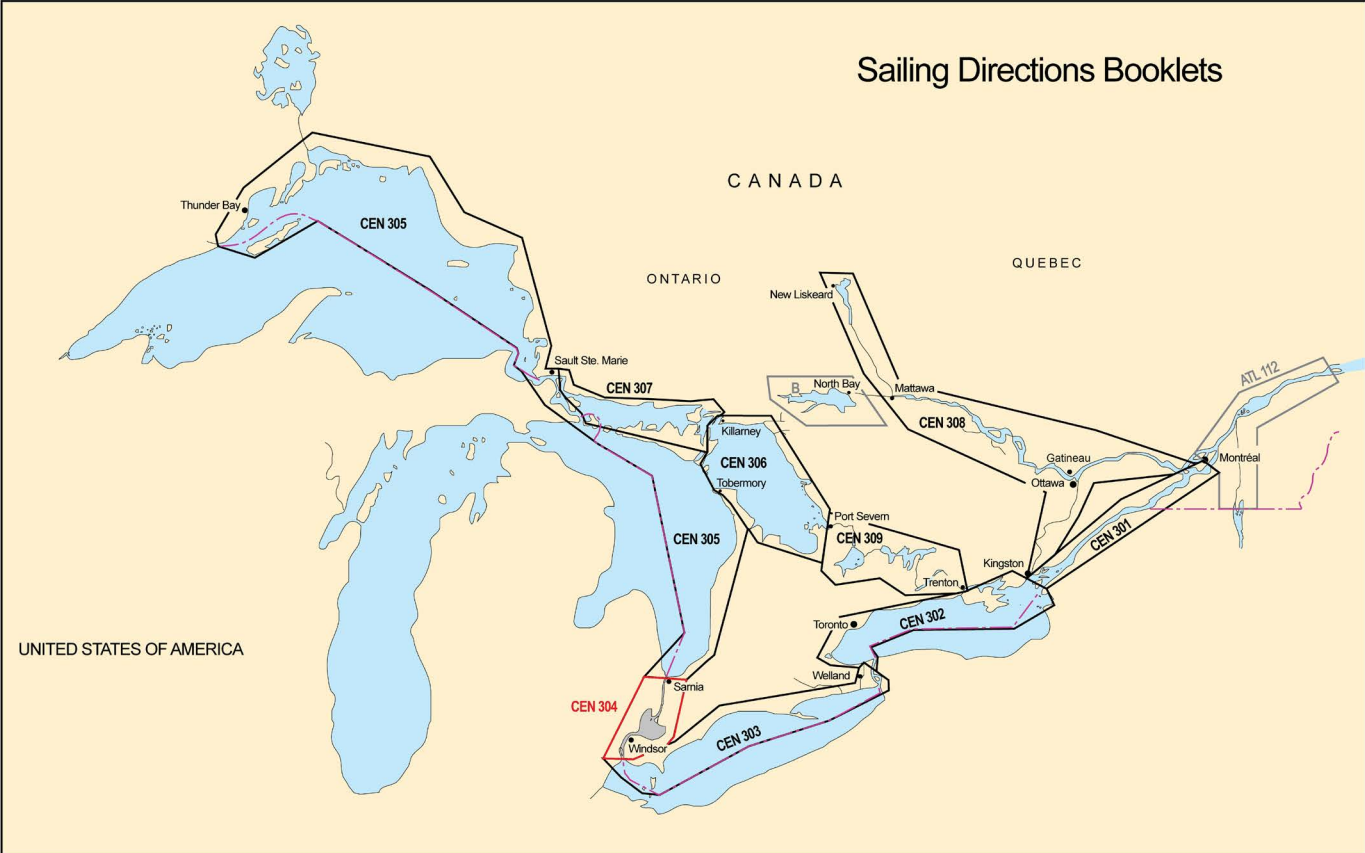 Sailing Directions Booklets
CANADA
Thunder Bay
CEN 305
QUEBEC
ONTARIO
New Liskeard
Sault Ste. Marie
ATL 112
CEN 307
B
North Bay
Mattawa
CEN 308
Killarney
Gatineau
Montréal
CEN 306
Ottawa
Tobermory
Port Severn
CEN 305
CEN 309
CEN 301
Kingston
Trenton
CEN 302
Toronto
UNITED STATES OF AMERICA
Welland
Sarnia
CEN 304
CEN 303
Windsor